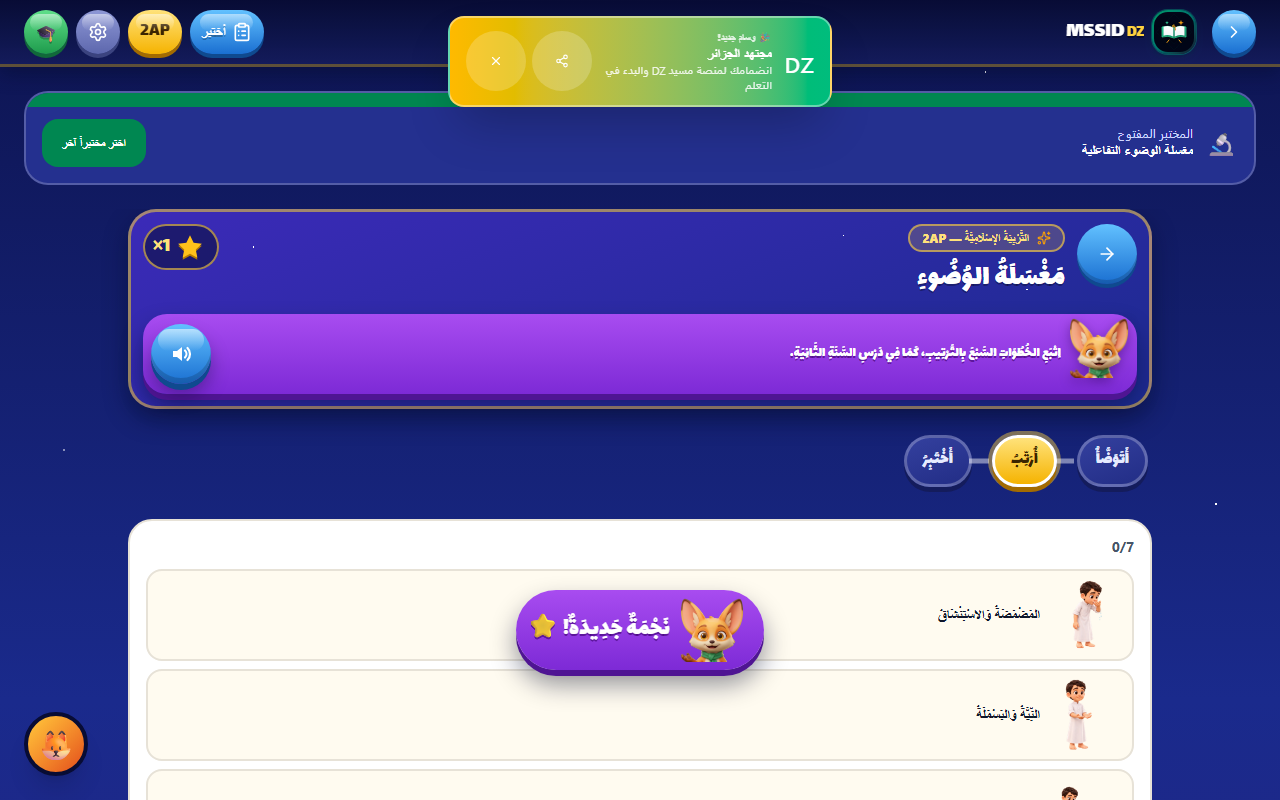 MSSID DZ
أختبر
2AP
وسام جديد!
مجتهد الجزائر
انضمامك لمنصة مسيد DZ والبدء في التعلم
DZ
المختبر المفتوح
مغسلة الوضوء التفاعلية
اختر مختبراً آخر
التَّرْبِيَةُ الإِسْلَامِيَّةُ — 2AP
مَغْسَلَةُ الوُضُوءِ
×1
اتْبَعِ الخُطُوَاتِ السَّبْعَ بِالتَّرْتِيبِ، كَمَا فِي دَرْسِ السَّنَةِ الثَّانِيَةِ.
أَتَوَضَّأُ
أُرَتِّبُ
أَخْتَبِرُ
0/7
المَضْمَضَةُ وَالاسْتِنْشَاقُ
نَجْمَةٌ جَدِيدَةٌ!
النِّيَّةُ وَالبَسْمَلَةُ